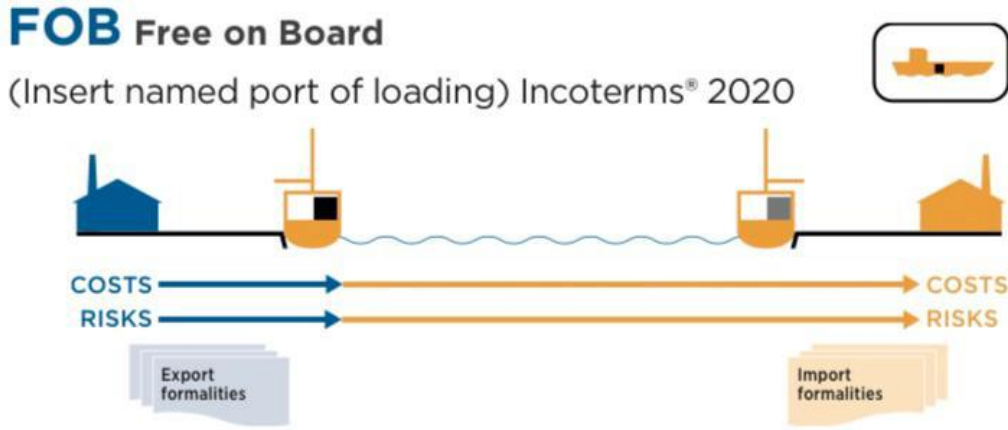 FOB Free on Board
(Insert named port of loading) Incoterms® 2020
COSTS COSTS
RISKS RISKS
Export
formalities
Import
formalities